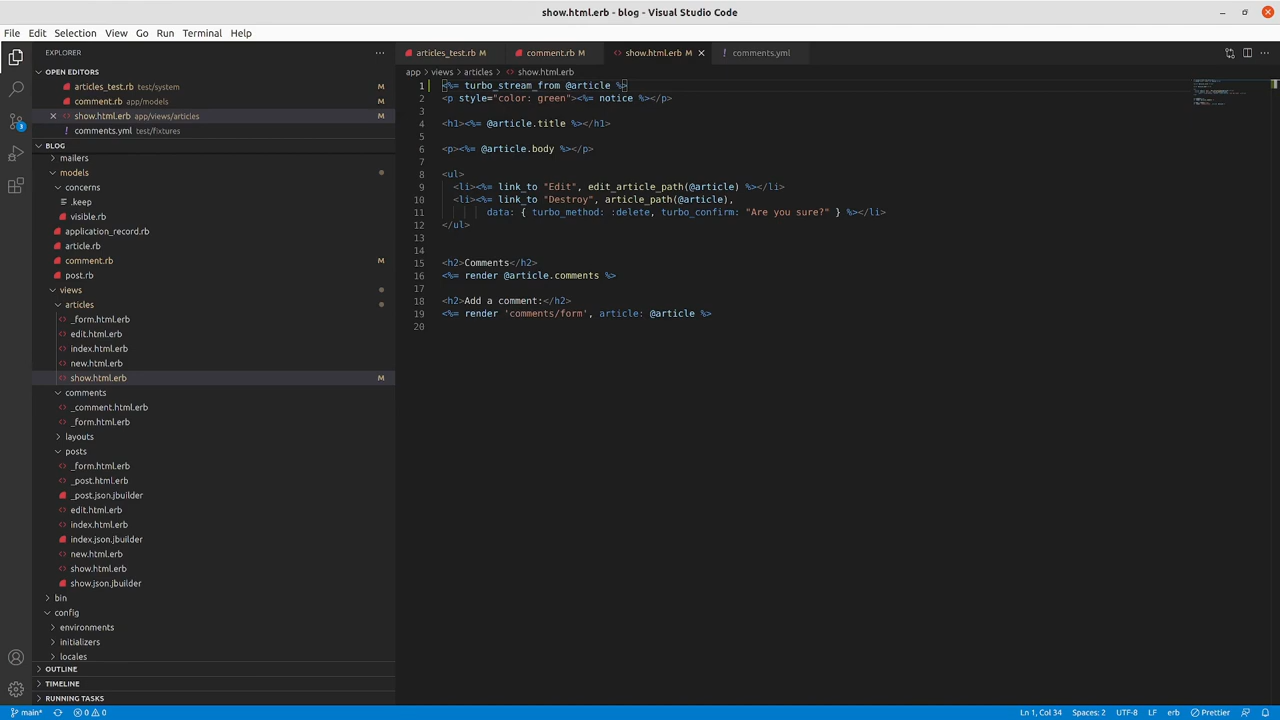 show.html.erb - blog - Visual Studio Code
File Edit Selection View Go Run Terminal Help
EXPLORER
articles_test.rb M
comment.rb M
show.html.erb M
comments.yml
OPEN EDITORS
app views articles show.html.erb
articles_test.rb test/system M
comment.rb app/models M
show.html.erb app/views/articles M
comments.yml test/fixtures
3
BLOG
mailers
models
concerns
.keep
visible.rb
application_record.rb
article.rb
comment.rb M
post.rb
views
articles
_form.html.erb
edit.html.erb
index.html.erb
new.html.erb
show.html.erb M
comments
_comment.html.erb
_form.html.erb
layouts
posts
_form.html.erb
_post.html.erb
_post.json.jbuilder
edit.html.erb
index.html.erb
index.json.jbuilder
new.html.erb
show.html.erb
show.json.jbuilder
bin
config
environments
initializers
locales
OUTLINE
TIMELINE
RUNNING TASKS
1 <%= turbo_stream_from @article %>
2 <p style="color: green"><%= notice %></p>
3
4 <h1><%= @article.title %></h1>
5
6 <p><%= @article.body %></p>
7
8 <ul>
9 <li><%= link_to "Edit", edit_article_path(@article) %></li>
10 <li><%= link_to "Destroy", article_path(@article),
11 data: { turbo_method: :delete, turbo_confirm: "Are you sure?" } %></li>
12 </ul>
13
14
15 <h2>Comments</h2>
16 <%= render @article.comments %>
17
18 <h2>Add a comment:</h2>
19 <%= render 'comments/form', article: @article %>
20
main* 0 0 Ln 1, Col 34 Spaces: 2 UTF-8 LF erb Prettier